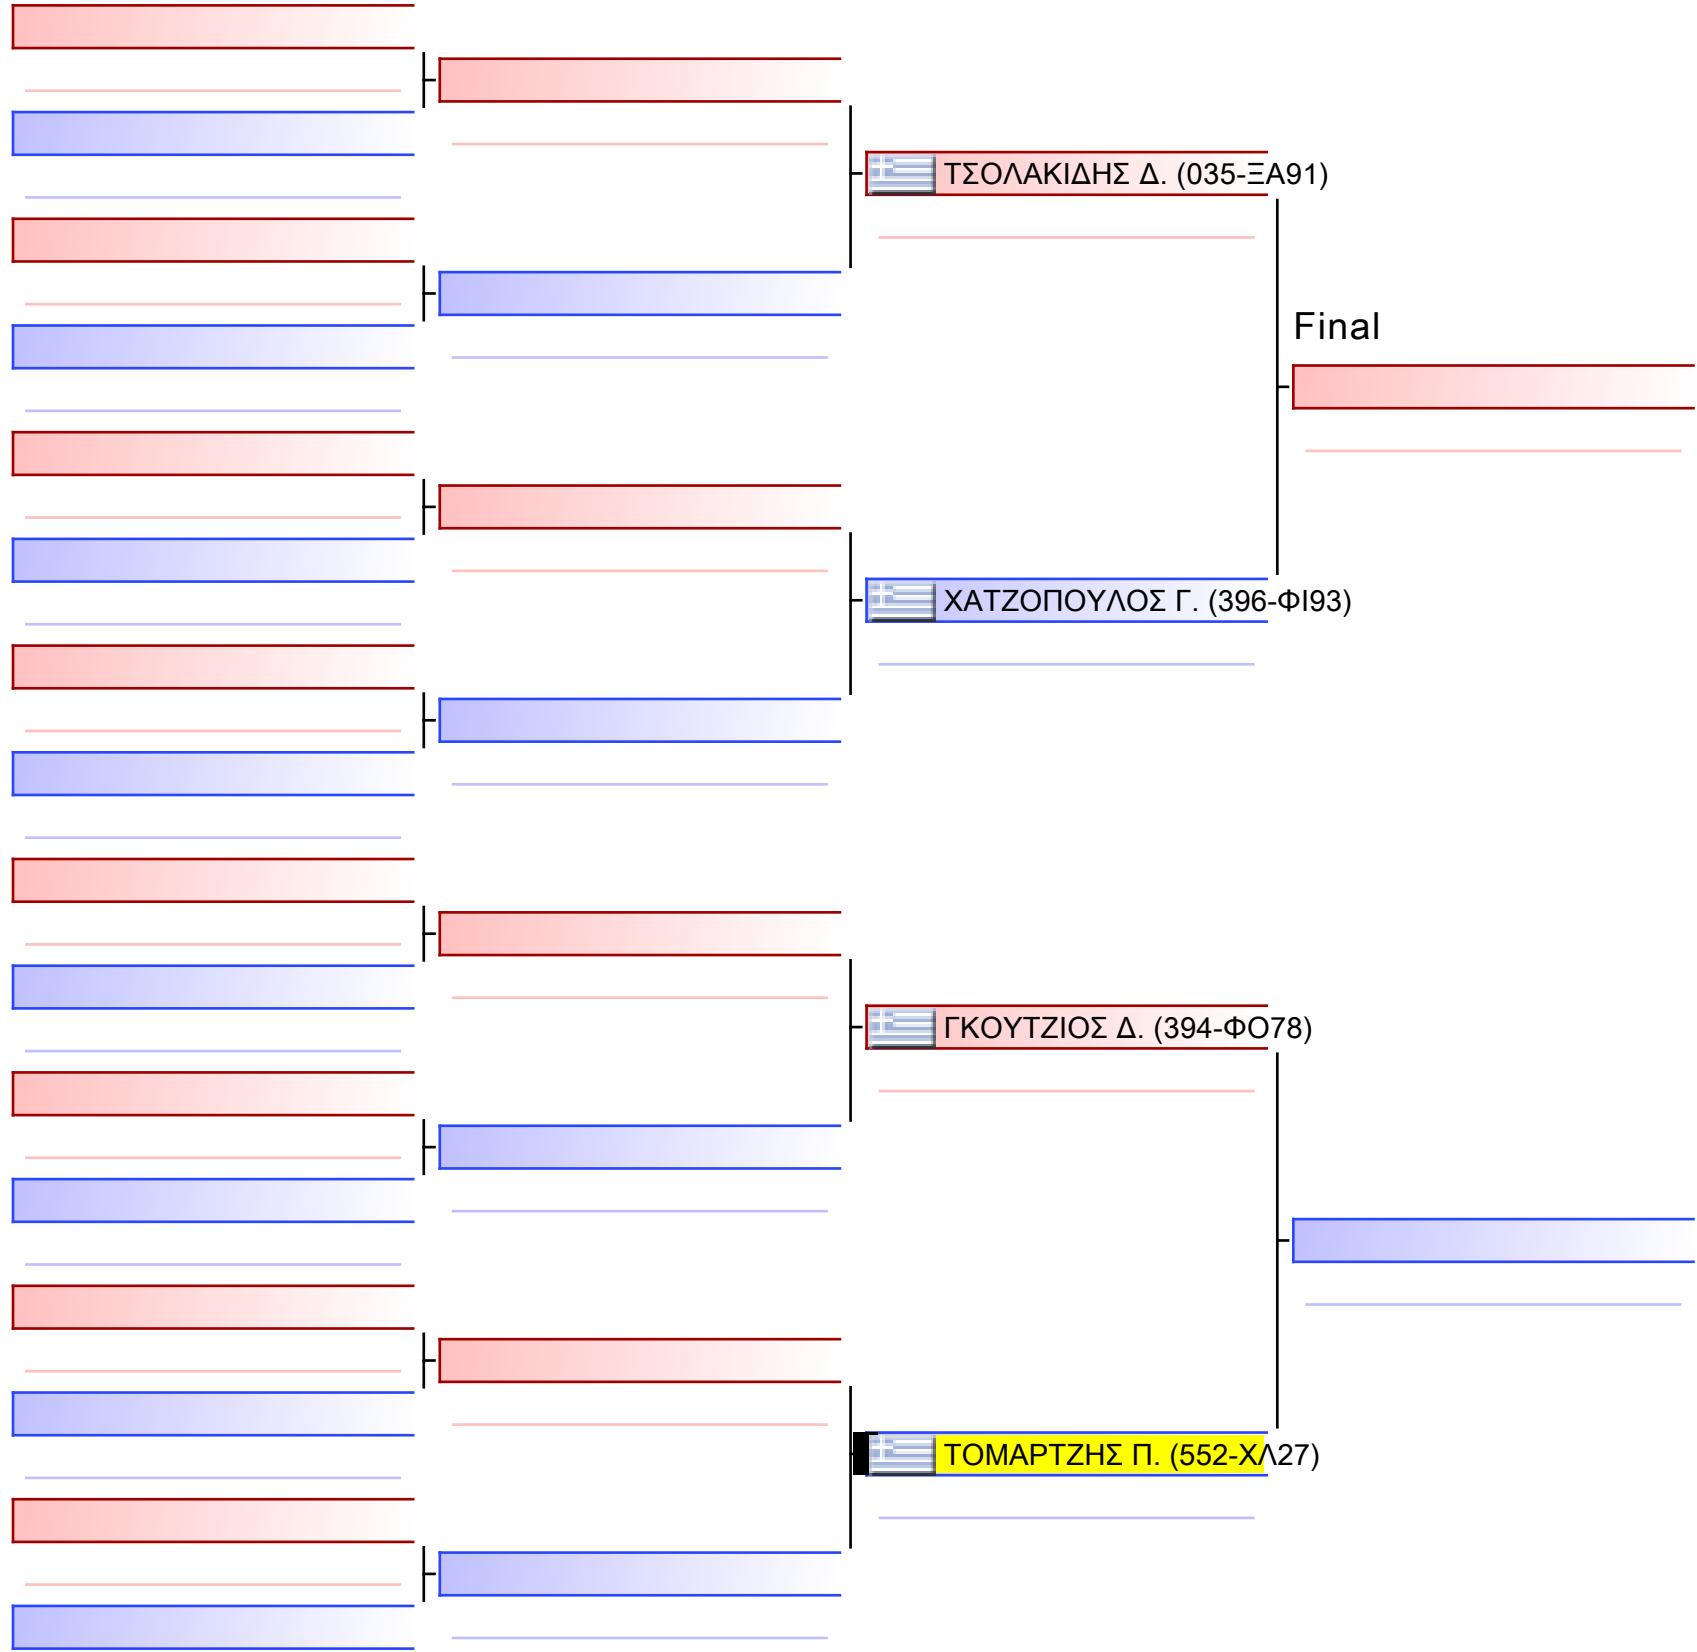 ΤΣΟΛΑΚΙΔΗΣ Δ. (035-ΞΑ91)
Final
ΧΑΤΖΟΠΟΥΛΟΣ Γ. (396-ΦΙ93)
ΓΚΟΥΤΖΙΟΣ Δ. (394-ΦΟ78)
ΤΟΜΑΡΤΖΗΣ Π. (552-ΧΛ27)